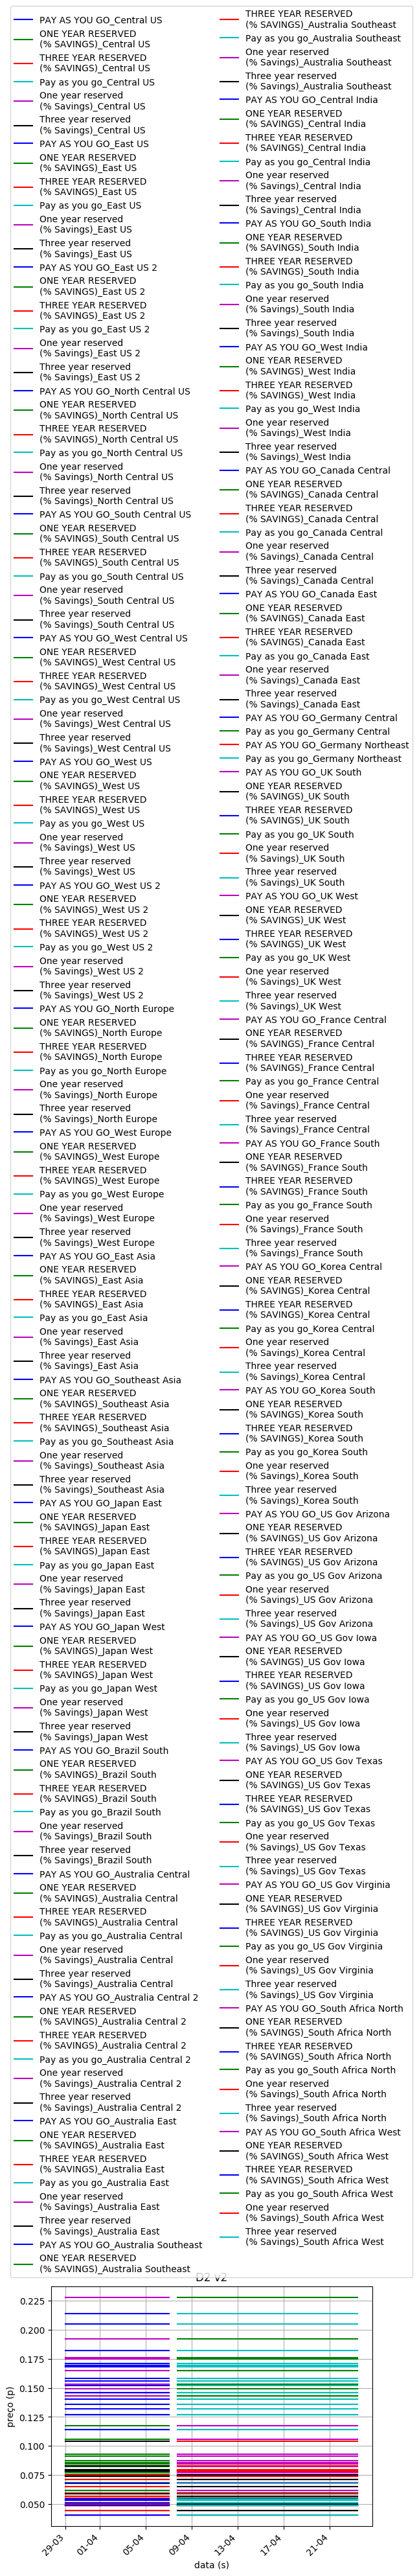 PAY AS YOU GO_Central US
ONE YEAR RESERVED
(% SAVINGS)_Central US
THREE YEAR RESERVED
(% SAVINGS)_Central US
Pay as you go_Central US
One year reserved
(% Savings)_Central US
Three year reserved
(% Savings)_Central US
PAY AS YOU GO_East US
ONE YEAR RESERVED
(% SAVINGS)_East US
THREE YEAR RESERVED
(% SAVINGS)_East US
Pay as you go_East US
One year reserved
(% Savings)_East US
Three year reserved
(% Savings)_East US
PAY AS YOU GO_East US 2
ONE YEAR RESERVED
(% SAVINGS)_East US 2
THREE YEAR RESERVED
(% SAVINGS)_East US 2
Pay as you go_East US 2
One year reserved
(% Savings)_East US 2
Three year reserved
(% Savings)_East US 2
PAY AS YOU GO_North Central US
ONE YEAR RESERVED
(% SAVINGS)_North Central US
THREE YEAR RESERVED
(% SAVINGS)_North Central US
Pay as you go_North Central US
One year reserved
(% Savings)_North Central US
Three year reserved
(% Savings)_North Central US
PAY AS YOU GO_South Central US
ONE YEAR RESERVED
(% SAVINGS)_South Central US
THREE YEAR RESERVED
(% SAVINGS)_South Central US
Pay as you go_South Central US
One year reserved
(% Savings)_South Central US
Three year reserved
(% Savings)_South Central US
PAY AS YOU GO_West Central US
ONE YEAR RESERVED
(% SAVINGS)_West Central US
THREE YEAR RESERVED
(% SAVINGS)_West Central US
Pay as you go_West Central US
One year reserved
(% Savings)_West Central US
Three year reserved
(% Savings)_West Central US
PAY AS YOU GO_West US
ONE YEAR RESERVED
(% SAVINGS)_West US
THREE YEAR RESERVED
(% SAVINGS)_West US
Pay as you go_West US
One year reserved
(% Savings)_West US
Three year reserved
(% Savings)_West US
PAY AS YOU GO_West US 2
ONE YEAR RESERVED
(% SAVINGS)_West US 2
THREE YEAR RESERVED
(% SAVINGS)_West US 2
Pay as you go_West US 2
One year reserved
(% Savings)_West US 2
Three year reserved
(% Savings)_West US 2
PAY AS YOU GO_North Europe
ONE YEAR RESERVED
(% SAVINGS)_North Europe
THREE YEAR RESERVED
(% SAVINGS)_North Europe
Pay as you go_North Europe
One year reserved
(% Savings)_North Europe
Three year reserved
(% Savings)_North Europe
PAY AS YOU GO_West Europe
ONE YEAR RESERVED
(% SAVINGS)_West Europe
THREE YEAR RESERVED
(% SAVINGS)_West Europe
Pay as you go_West Europe
One year reserved
(% Savings)_West Europe
Three year reserved
(% Savings)_West Europe
PAY AS YOU GO_East Asia
ONE YEAR RESERVED
(% SAVINGS)_East Asia
THREE YEAR RESERVED
(% SAVINGS)_East Asia
Pay as you go_East Asia
One year reserved
(% Savings)_East Asia
Three year reserved
(% Savings)_East Asia
PAY AS YOU GO_Southeast Asia
ONE YEAR RESERVED
(% SAVINGS)_Southeast Asia
THREE YEAR RESERVED
(% SAVINGS)_Southeast Asia
Pay as you go_Southeast Asia
One year reserved
(% Savings)_Southeast Asia
Three year reserved
(% Savings)_Southeast Asia
PAY AS YOU GO_Japan East
ONE YEAR RESERVED
(% SAVINGS)_Japan East
THREE YEAR RESERVED
(% SAVINGS)_Japan East
Pay as you go_Japan East
One year reserved
(% Savings)_Japan East
Three year reserved
(% Savings)_Japan East
PAY AS YOU GO_Japan West
ONE YEAR RESERVED
(% SAVINGS)_Japan West
THREE YEAR RESERVED
(% SAVINGS)_Japan West
Pay as you go_Japan West
One year reserved
(% Savings)_Japan West
Three year reserved
(% Savings)_Japan West
PAY AS YOU GO_Brazil South
ONE YEAR RESERVED
(% SAVINGS)_Brazil South
THREE YEAR RESERVED
(% SAVINGS)_Brazil South
Pay as you go_Brazil South
One year reserved
(% Savings)_Brazil South
Three year reserved
(% Savings)_Brazil South
PAY AS YOU GO_Australia Central
ONE YEAR RESERVED
(% SAVINGS)_Australia Central
THREE YEAR RESERVED
(% SAVINGS)_Australia Central
Pay as you go_Australia Central
One year reserved
(% Savings)_Australia Central
Three year reserved
(% Savings)_Australia Central
PAY AS YOU GO_Australia Central 2
ONE YEAR RESERVED
(% SAVINGS)_Australia Central 2
THREE YEAR RESERVED
(% SAVINGS)_Australia Central 2
Pay as you go_Australia Central 2
One year reserved
(% Savings)_Australia Central 2
Three year reserved
(% Savings)_Australia Central 2
PAY AS YOU GO_Australia East
ONE YEAR RESERVED
(% SAVINGS)_Australia East
THREE YEAR RESERVED
(% SAVINGS)_Australia East
Pay as you go_Australia East
One year reserved
(% Savings)_Australia East
Three year reserved
(% Savings)_Australia East
PAY AS YOU GO_Australia Southeast
ONE YEAR RESERVED
(% SAVINGS)_Australia Southeast
THREE YEAR RESERVED
(% SAVINGS)_Australia Southeast
Pay as you go_Australia Southeast
One year reserved
(% Savings)_Australia Southeast
Three year reserved
(% Savings)_Australia Southeast
PAY AS YOU GO_Central India
ONE YEAR RESERVED
(% SAVINGS)_Central India
THREE YEAR RESERVED
(% SAVINGS)_Central India
Pay as you go_Central India
One year reserved
(% Savings)_Central India
Three year reserved
(% Savings)_Central India
PAY AS YOU GO_South India
ONE YEAR RESERVED
(% SAVINGS)_South India
THREE YEAR RESERVED
(% SAVINGS)_South India
Pay as you go_South India
One year reserved
(% Savings)_South India
Three year reserved
(% Savings)_South India
PAY AS YOU GO_West India
ONE YEAR RESERVED
(% SAVINGS)_West India
THREE YEAR RESERVED
(% SAVINGS)_West India
Pay as you go_West India
One year reserved
(% Savings)_West India
Three year reserved
(% Savings)_West India
PAY AS YOU GO_Canada Central
ONE YEAR RESERVED
(% SAVINGS)_Canada Central
THREE YEAR RESERVED
(% SAVINGS)_Canada Central
Pay as you go_Canada Central
One year reserved
(% Savings)_Canada Central
Three year reserved
(% Savings)_Canada Central
PAY AS YOU GO_Canada East
ONE YEAR RESERVED
(% SAVINGS)_Canada East
THREE YEAR RESERVED
(% SAVINGS)_Canada East
Pay as you go_Canada East
One year reserved
(% Savings)_Canada East
Three year reserved
(% Savings)_Canada East
PAY AS YOU GO_Germany Central
Pay as you go_Germany Central
PAY AS YOU GO_Germany Northeast
Pay as you go_Germany Northeast
PAY AS YOU GO_UK South
ONE YEAR RESERVED
(% SAVINGS)_UK South
THREE YEAR RESERVED
(% SAVINGS)_UK South
Pay as you go_UK South
One year reserved
(% Savings)_UK South
Three year reserved
(% Savings)_UK South
PAY AS YOU GO_UK West
ONE YEAR RESERVED
(% SAVINGS)_UK West
THREE YEAR RESERVED
(% SAVINGS)_UK West
Pay as you go_UK West
One year reserved
(% Savings)_UK West
Three year reserved
(% Savings)_UK West
PAY AS YOU GO_France Central
ONE YEAR RESERVED
(% SAVINGS)_France Central
THREE YEAR RESERVED
(% SAVINGS)_France Central
Pay as you go_France Central
One year reserved
(% Savings)_France Central
Three year reserved
(% Savings)_France Central
PAY AS YOU GO_France South
ONE YEAR RESERVED
(% SAVINGS)_France South
THREE YEAR RESERVED
(% SAVINGS)_France South
Pay as you go_France South
One year reserved
(% Savings)_France South
Three year reserved
(% Savings)_France South
PAY AS YOU GO_Korea Central
ONE YEAR RESERVED
(% SAVINGS)_Korea Central
THREE YEAR RESERVED
(% SAVINGS)_Korea Central
Pay as you go_Korea Central
One year reserved
(% Savings)_Korea Central
Three year reserved
(% Savings)_Korea Central
PAY AS YOU GO_Korea South
ONE YEAR RESERVED
(% SAVINGS)_Korea South
THREE YEAR RESERVED
(% SAVINGS)_Korea South
Pay as you go_Korea South
One year reserved
(% Savings)_Korea South
Three year reserved
(% Savings)_Korea South
PAY AS YOU GO_US Gov Arizona
ONE YEAR RESERVED
(% SAVINGS)_US Gov Arizona
THREE YEAR RESERVED
(% SAVINGS)_US Gov Arizona
Pay as you go_US Gov Arizona
One year reserved
(% Savings)_US Gov Arizona
Three year reserved
(% Savings)_US Gov Arizona
PAY AS YOU GO_US Gov Iowa
ONE YEAR RESERVED
(% SAVINGS)_US Gov Iowa
THREE YEAR RESERVED
(% SAVINGS)_US Gov Iowa
Pay as you go_US Gov Iowa
One year reserved
(% Savings)_US Gov Iowa
Three year reserved
(% Savings)_US Gov Iowa
PAY AS YOU GO_US Gov Texas
ONE YEAR RESERVED
(% SAVINGS)_US Gov Texas
THREE YEAR RESERVED
(% SAVINGS)_US Gov Texas
Pay as you go_US Gov Texas
One year reserved
(% Savings)_US Gov Texas
Three year reserved
(% Savings)_US Gov Texas
PAY AS YOU GO_US Gov Virginia
ONE YEAR RESERVED
(% SAVINGS)_US Gov Virginia
THREE YEAR RESERVED
(% SAVINGS)_US Gov Virginia
Pay as you go_US Gov Virginia
One year reserved
(% Savings)_US Gov Virginia
Three year reserved
(% Savings)_US Gov Virginia
PAY AS YOU GO_South Africa North
ONE YEAR RESERVED
(% SAVINGS)_South Africa North
THREE YEAR RESERVED
(% SAVINGS)_South Africa North
Pay as you go_South Africa North
One year reserved
(% Savings)_South Africa North
Three year reserved
(% Savings)_South Africa North
PAY AS YOU GO_South Africa West
ONE YEAR RESERVED
(% SAVINGS)_South Africa West
THREE YEAR RESERVED
(% SAVINGS)_South Africa West
Pay as you go_South Africa West
One year reserved
(% Savings)_South Africa West
Three year reserved
(% Savings)_South Africa West
D2 v2
0.225
0.200
0.175
0.150
0.125
0.100
0.075
0.050
preço (p)
29-03
01-04
05-04
09-04
13-04
17-04
21-04
data (s)